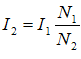 I₂ = I₁ N₁/N₂